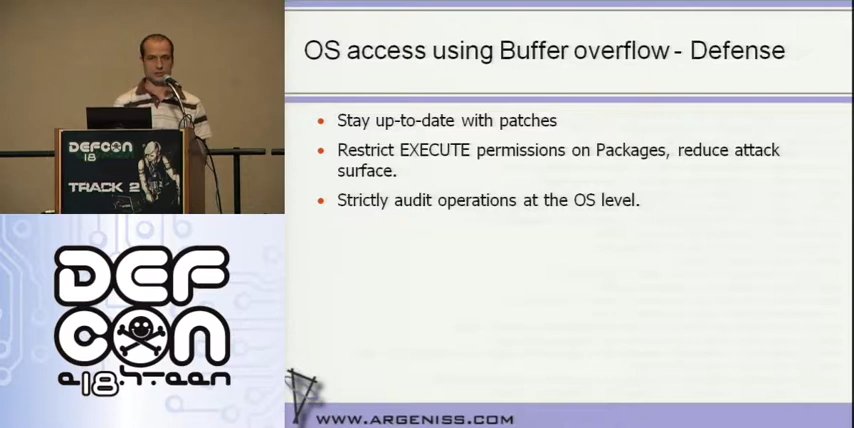 OS access using Buffer overflow - Defense
• Stay up-to-date with patches
• Restrict EXECUTE permissions on Packages, reduce attack
surface.
• Strictly audit operations at the OS level.
DEFCON
18
TRACK 2
DEF
CON
18
WWW.ARGENISS.COM